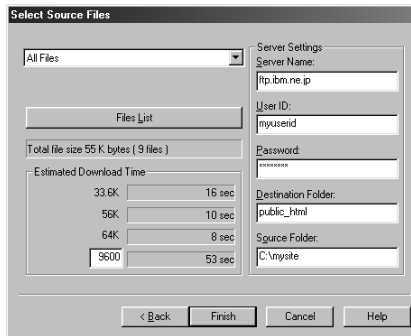 Select Source Files
All Files
Files List
Total file size 55 K bytes ( 9 files )
Estimated Download Time
33.6K 16 sec
56K 10 sec
64K 8 sec
9600 53 sec
Server Settings
Server Name:
ftp.ibm.ne.jp
User ID:
myuserid
Password:
********
Destination Folder:
public_html
Source Folder:
C:\mysite
< Back Finish Cancel Help